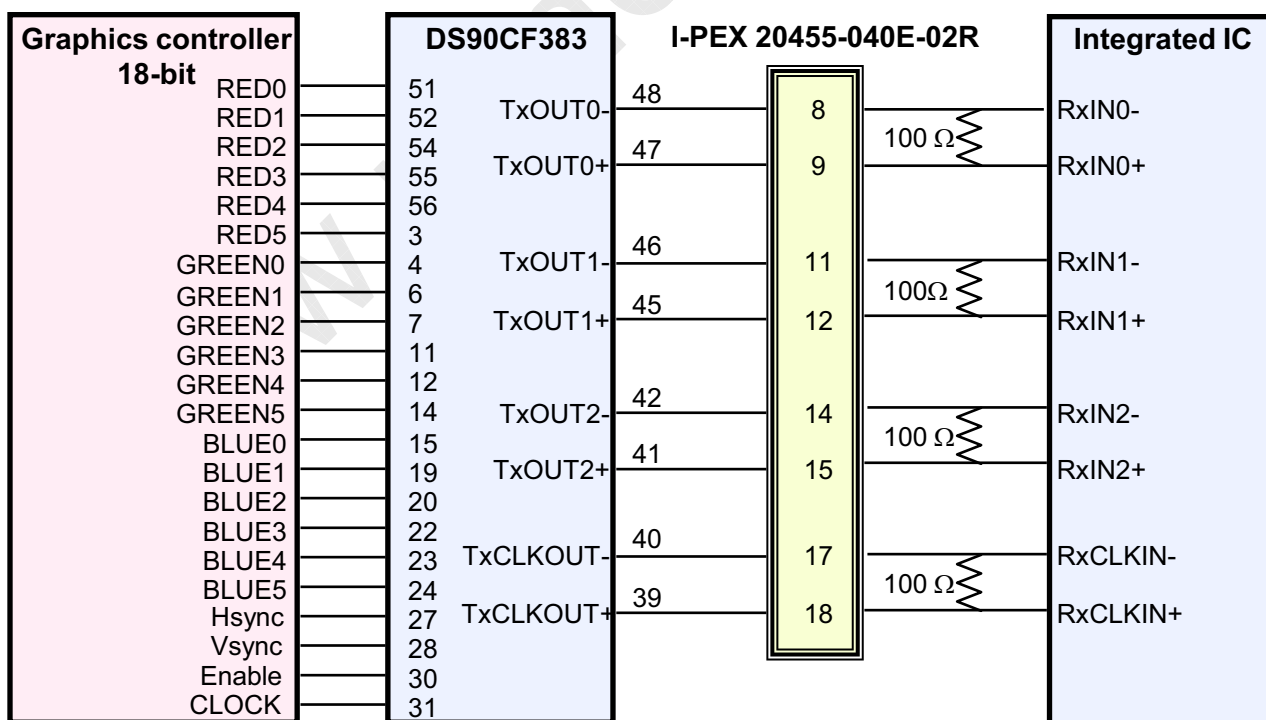 Graphics controller
18-bit
DS90CF383
I-PEX 20455-040E-02R
Integrated IC
RED0
RED1
RED2
RED3
RED4
RED5
GREEN0
GREEN1
GREEN2
GREEN3
GREEN4
GREEN5
BLUE0
BLUE1
BLUE2
BLUE3
BLUE4
BLUE5
Hsync
Vsync
Enable
CLOCK
51
52
54
55
56
3
4
6
7
11
12
14
15
19
20
22
23
24
27
28
30
31
TxOUT0-
TxOUT0+
TxOUT1-
TxOUT1+
TxOUT2-
TxOUT2+
TxCLKOUT-
TxCLKOUT+
48
47
46
45
42
41
40
39
8
9
11
12
14
15
17
18
100 Ω
100Ω
100 Ω
100 Ω
RxIN0-
RxIN0+
RxIN1-
RxIN1+
RxIN2-
RxIN2+
RxCLKIN-
RxCLKIN+